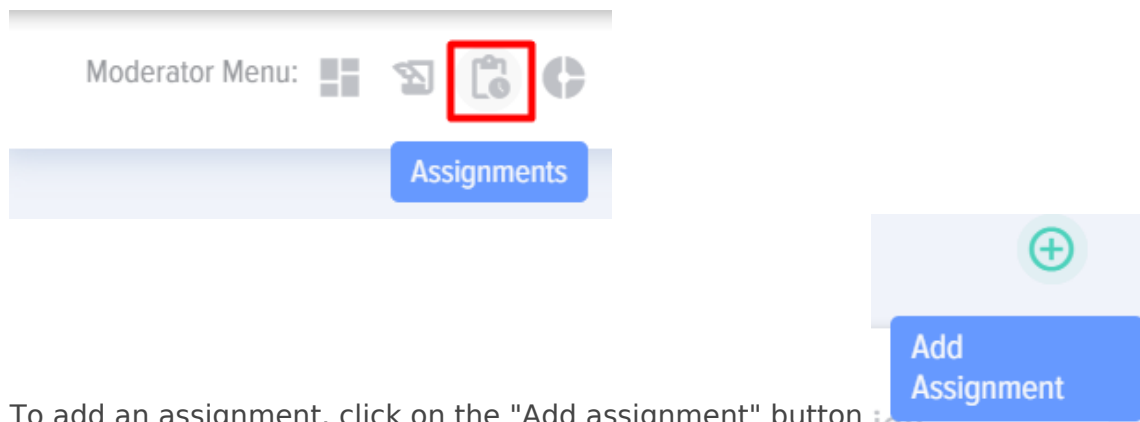 Moderator Menu:
Assignments
Add
Assignment
To add an assignment, click on the "Add assignment" button